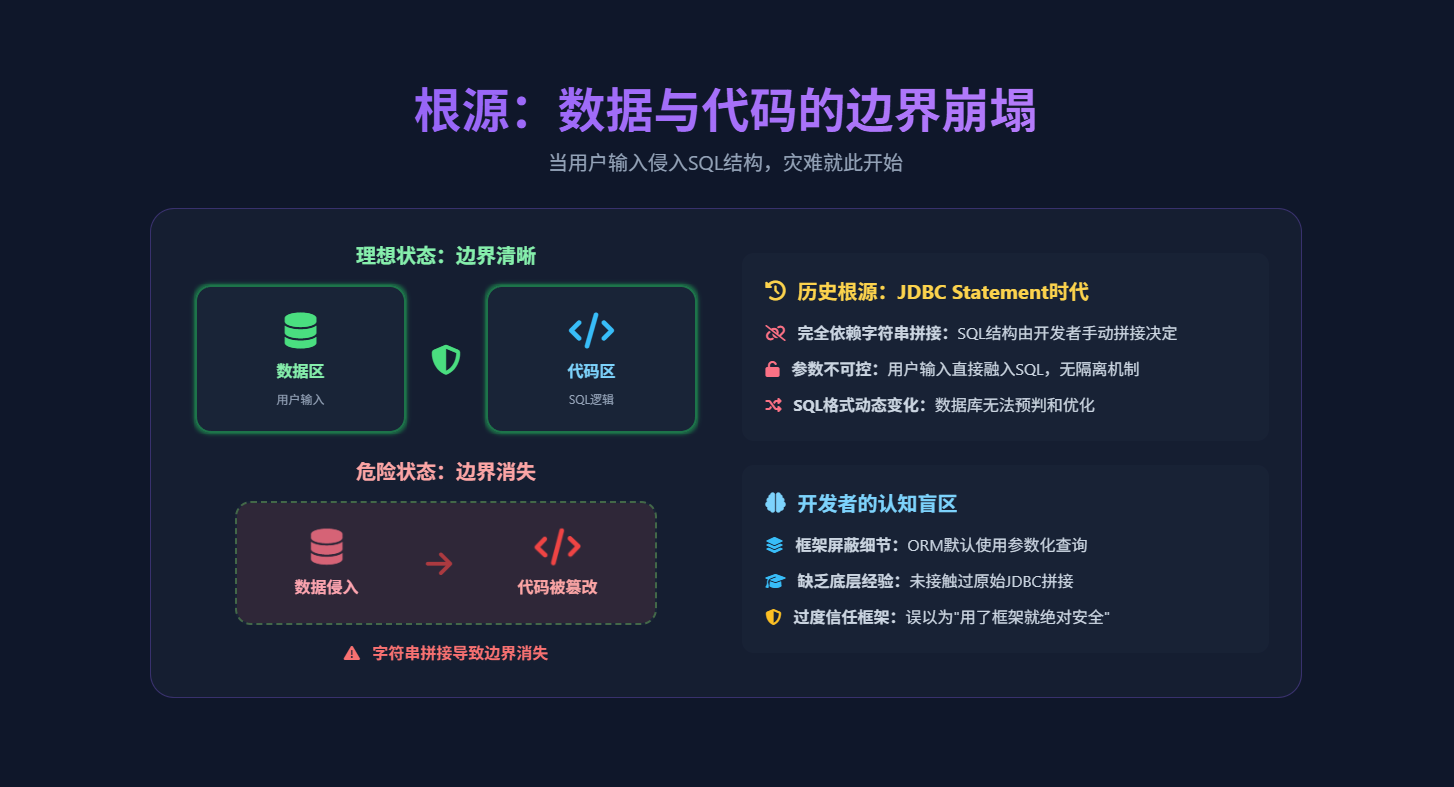 根源：数据与代码的边界崩塌
当用户输入侵入SQL结构，灾难就此开始
理想状态：边界清晰
数据区
用户输入
代码区
SQL逻辑
危险状态：边界消失
数据侵入
代码被篡改
字符串拼接导致边界消失
历史根源：JDBC Statement时代
完全依赖字符串拼接：SQL结构由开发者手动拼接决定
参数不可控：用户输入直接融入SQL，无隔离机制
SQL格式动态变化：数据库无法预判和优化
开发者的认知盲区
框架屏蔽细节：ORM默认使用参数化查询
缺乏底层经验：未接触过原始JDBC拼接
过度信任框架：误以为"用了框架就绝对安全"